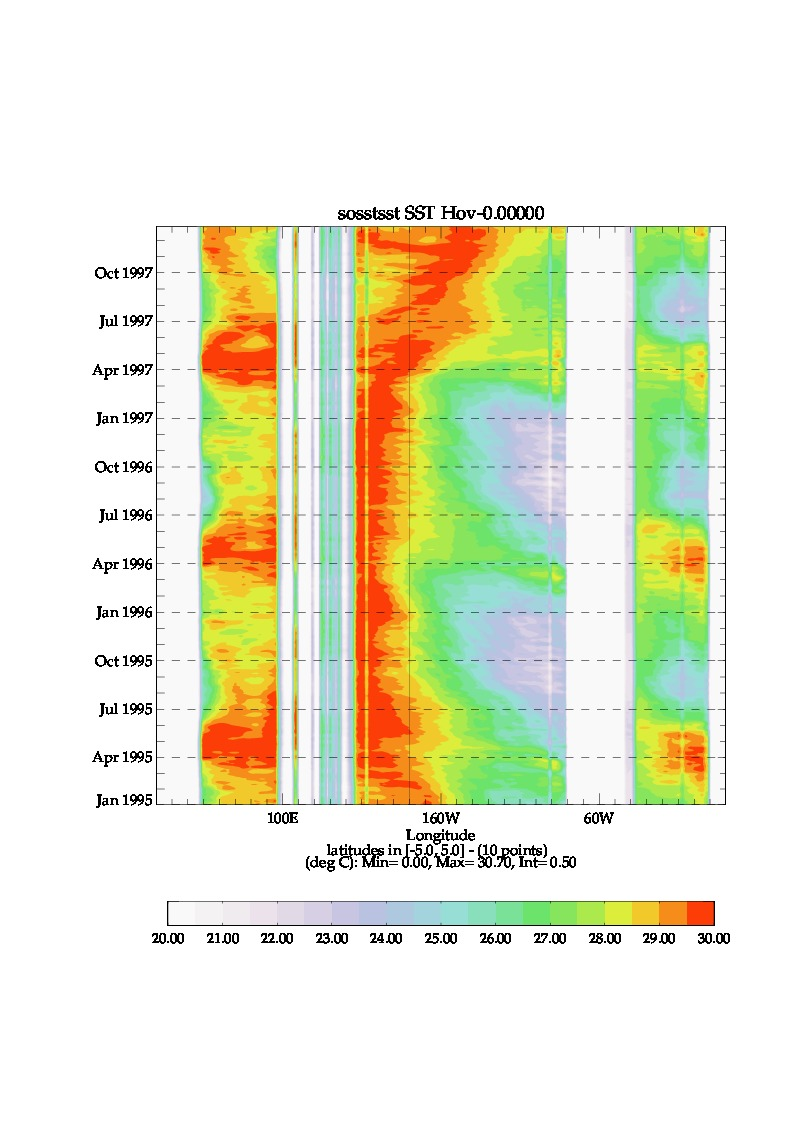 sosstsst SST Hov-0.00000
Oct 1997
Jul 1997
Apr 1997
Jan 1997
Oct 1996
Jul 1996
Apr 1996
Jan 1996
Oct 1995
Jul 1995
Apr 1995
Jan 1995
100E 160W 60W
Longitude
latitudes in [-5.0, 5.0] - (10 points)
(deg C): Min= 0.00, Max= 30.70, Int= 0.50
20.00 21.00 22.00 23.00 24.00 25.00 26.00 27.00 28.00 29.00 30.00